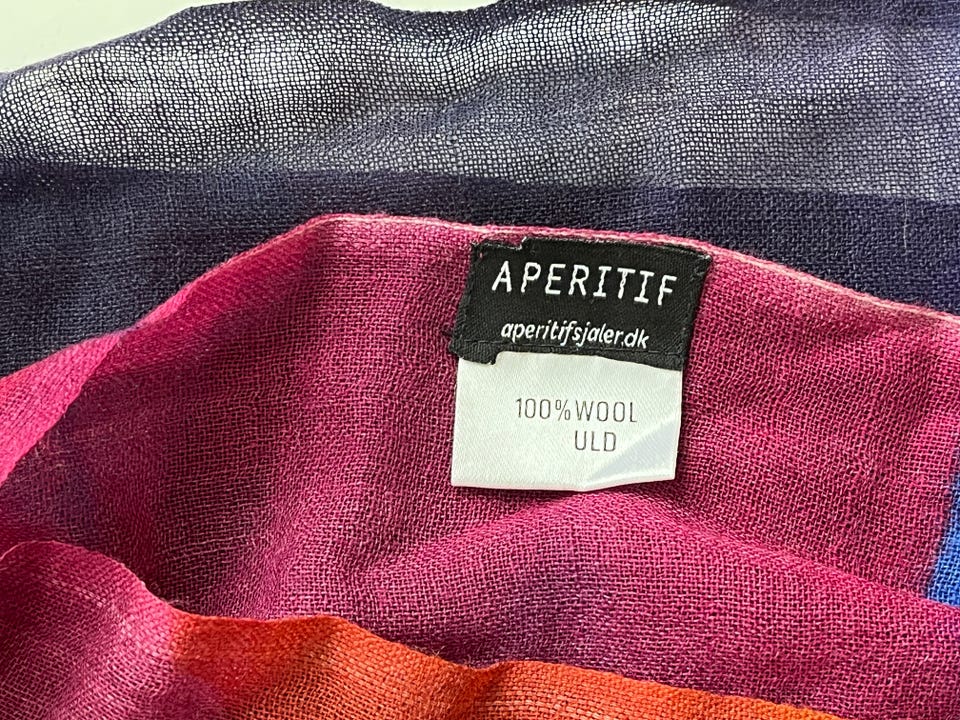 APERITIF
aperitifsjaler.dk
100% WOOL
ULD